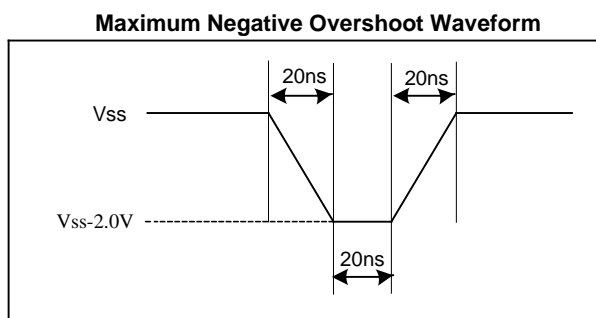 Maximum Negative Overshoot Waveform
20ns 20ns
Vss
Vss-2.0V
20ns